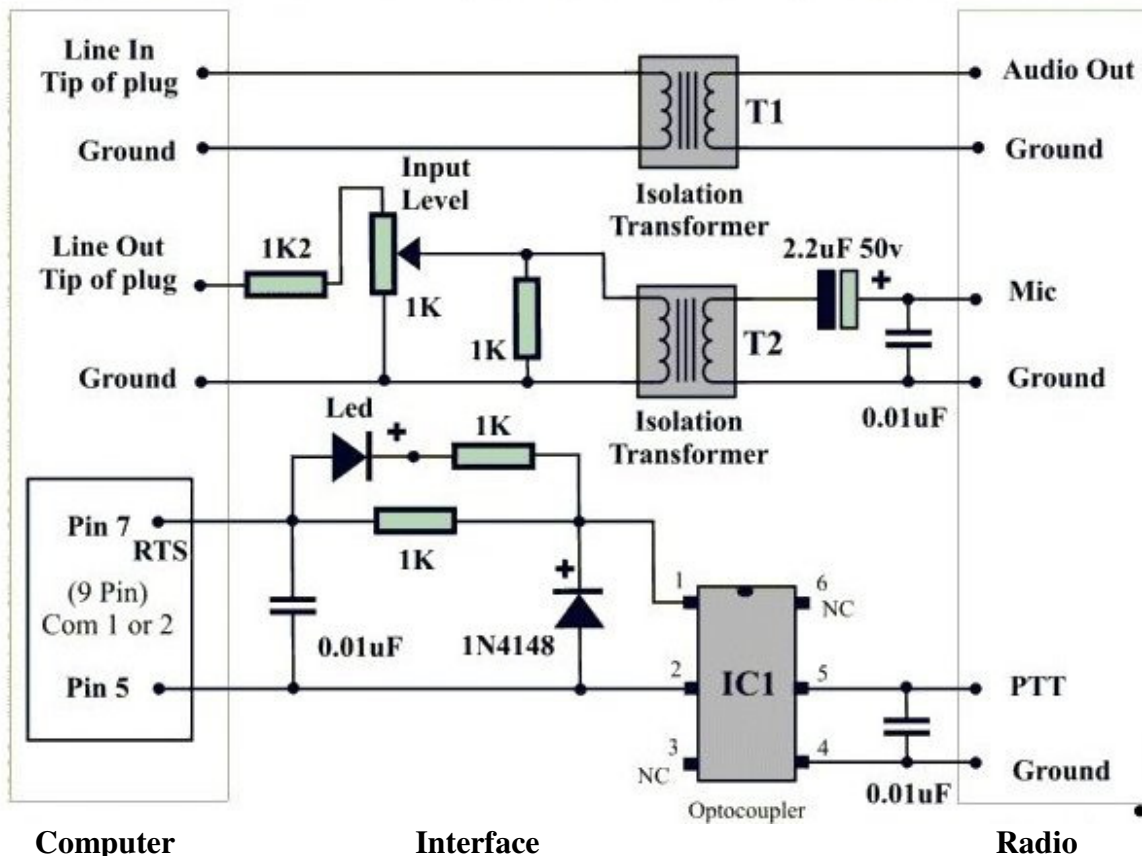 Line In
Tip of plug
Audio Out
T1
Ground
Ground
Input
Level
Isolation
Transformer
Line Out
Tip of plug
1K2
2.2uF 50v
+
Mic
1K
1K
T2
Ground
Ground
Led
+
1K
Isolation
Transformer
0.01uF
Pin 7
RTS
1K
+
(9 Pin)
Com 1 or 2
0.01uF
1N4148
1
6
NC
Pin 5
2
IC1
5
PTT
3
NC
4
Ground
0.01uF
Optocoupler
Computer
Interface
Radio